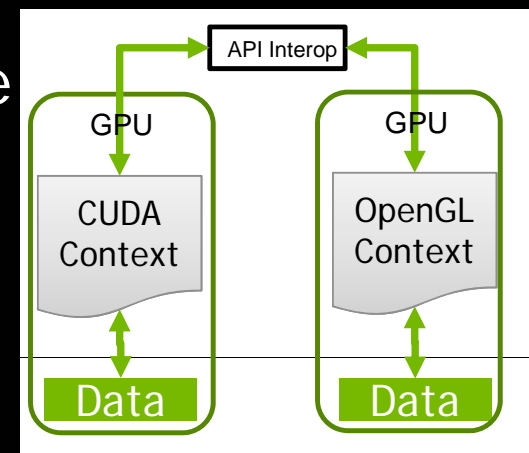 e
API Interop
GPU
GPU
CUDA
Context
OpenGL
Context
Data
Data